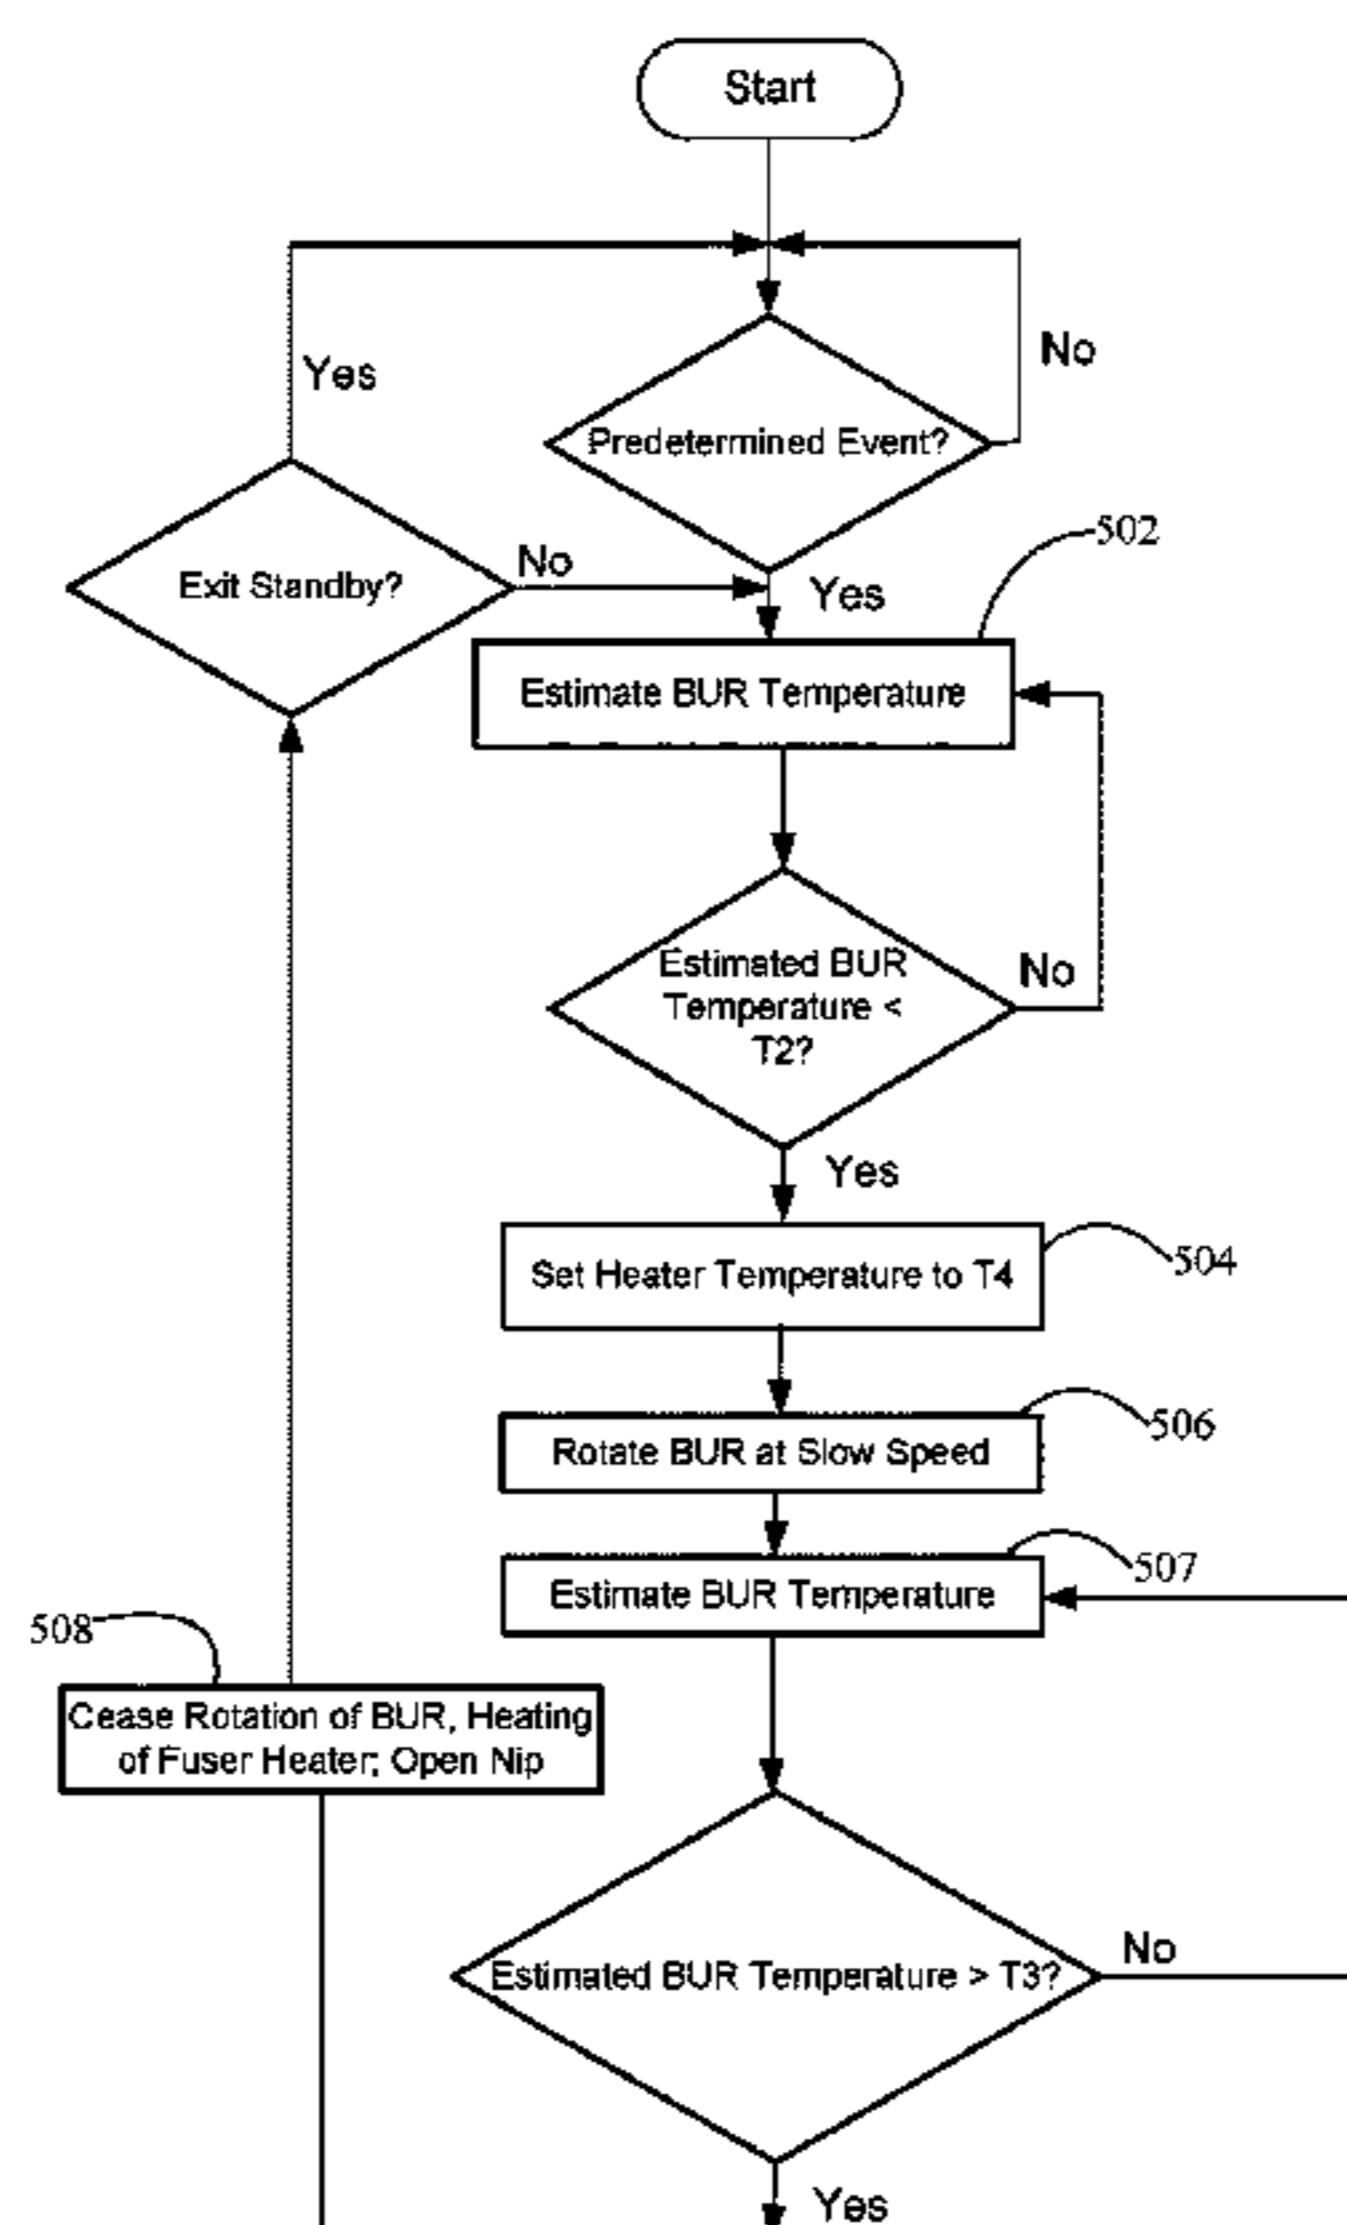 Start
No
Yes
Predetermined Event?
502
No
Exit Standby?
Yes
Estimate BUR Temperature
Estimated BUR
Temperature <
T2?
No
Yes
504
Set Heater Temperature to T4
506
Rotate BUR at Slow Speed
507
Estimate BUR Temperature
508
Cease Rotation of BUR, Heating
of Fuser Heater; Open Nip
No
Estimated BUR Temperature > T3?
Yes